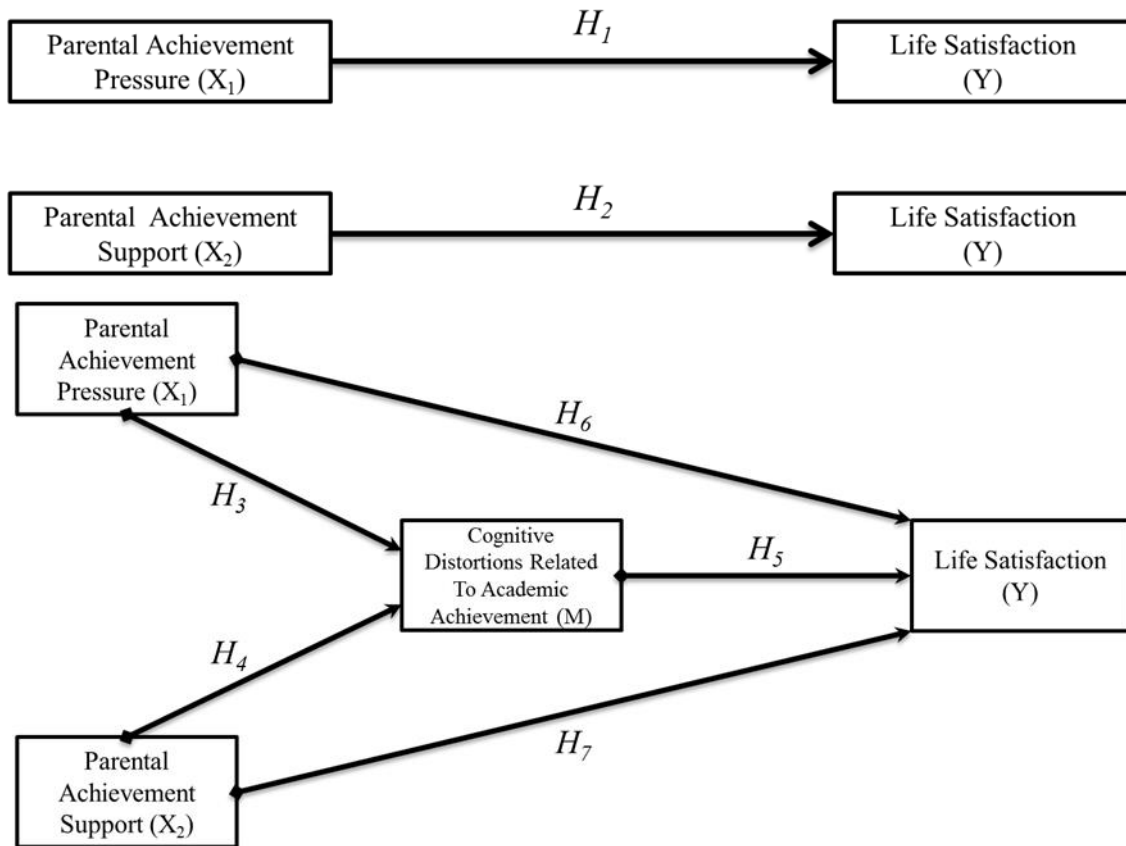 H₁
Parental Achievement
Pressure (X₁)
Life Satisfaction
(Y)
H₂
Parental Achievement
Support (X₂)
Life Satisfaction
(Y)
Parental
Achievement
Pressure (X₁)
H₆
H₃
Cognitive
Distortions Related
To Academic
Achievement (M)
H₅
Life Satisfaction
(Y)
H₄
H₇
Parental
Achievement
Support (X₂)